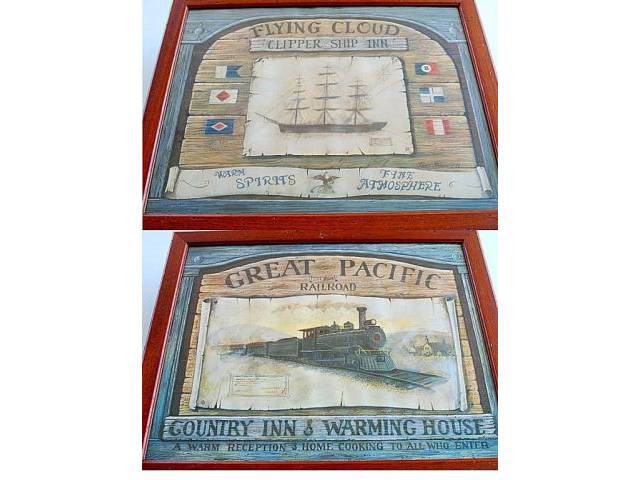 FLYING CLOUD
CLIPPER SHIP INN
WARM SPIRITS
FINE ATMOSPHERE
GREAT PACIFIC
RAILROAD
COUNTRY INN & WARMING HOUSE
A WARM RECEPTION & HOME COOKING TO ALL WHO ENTER